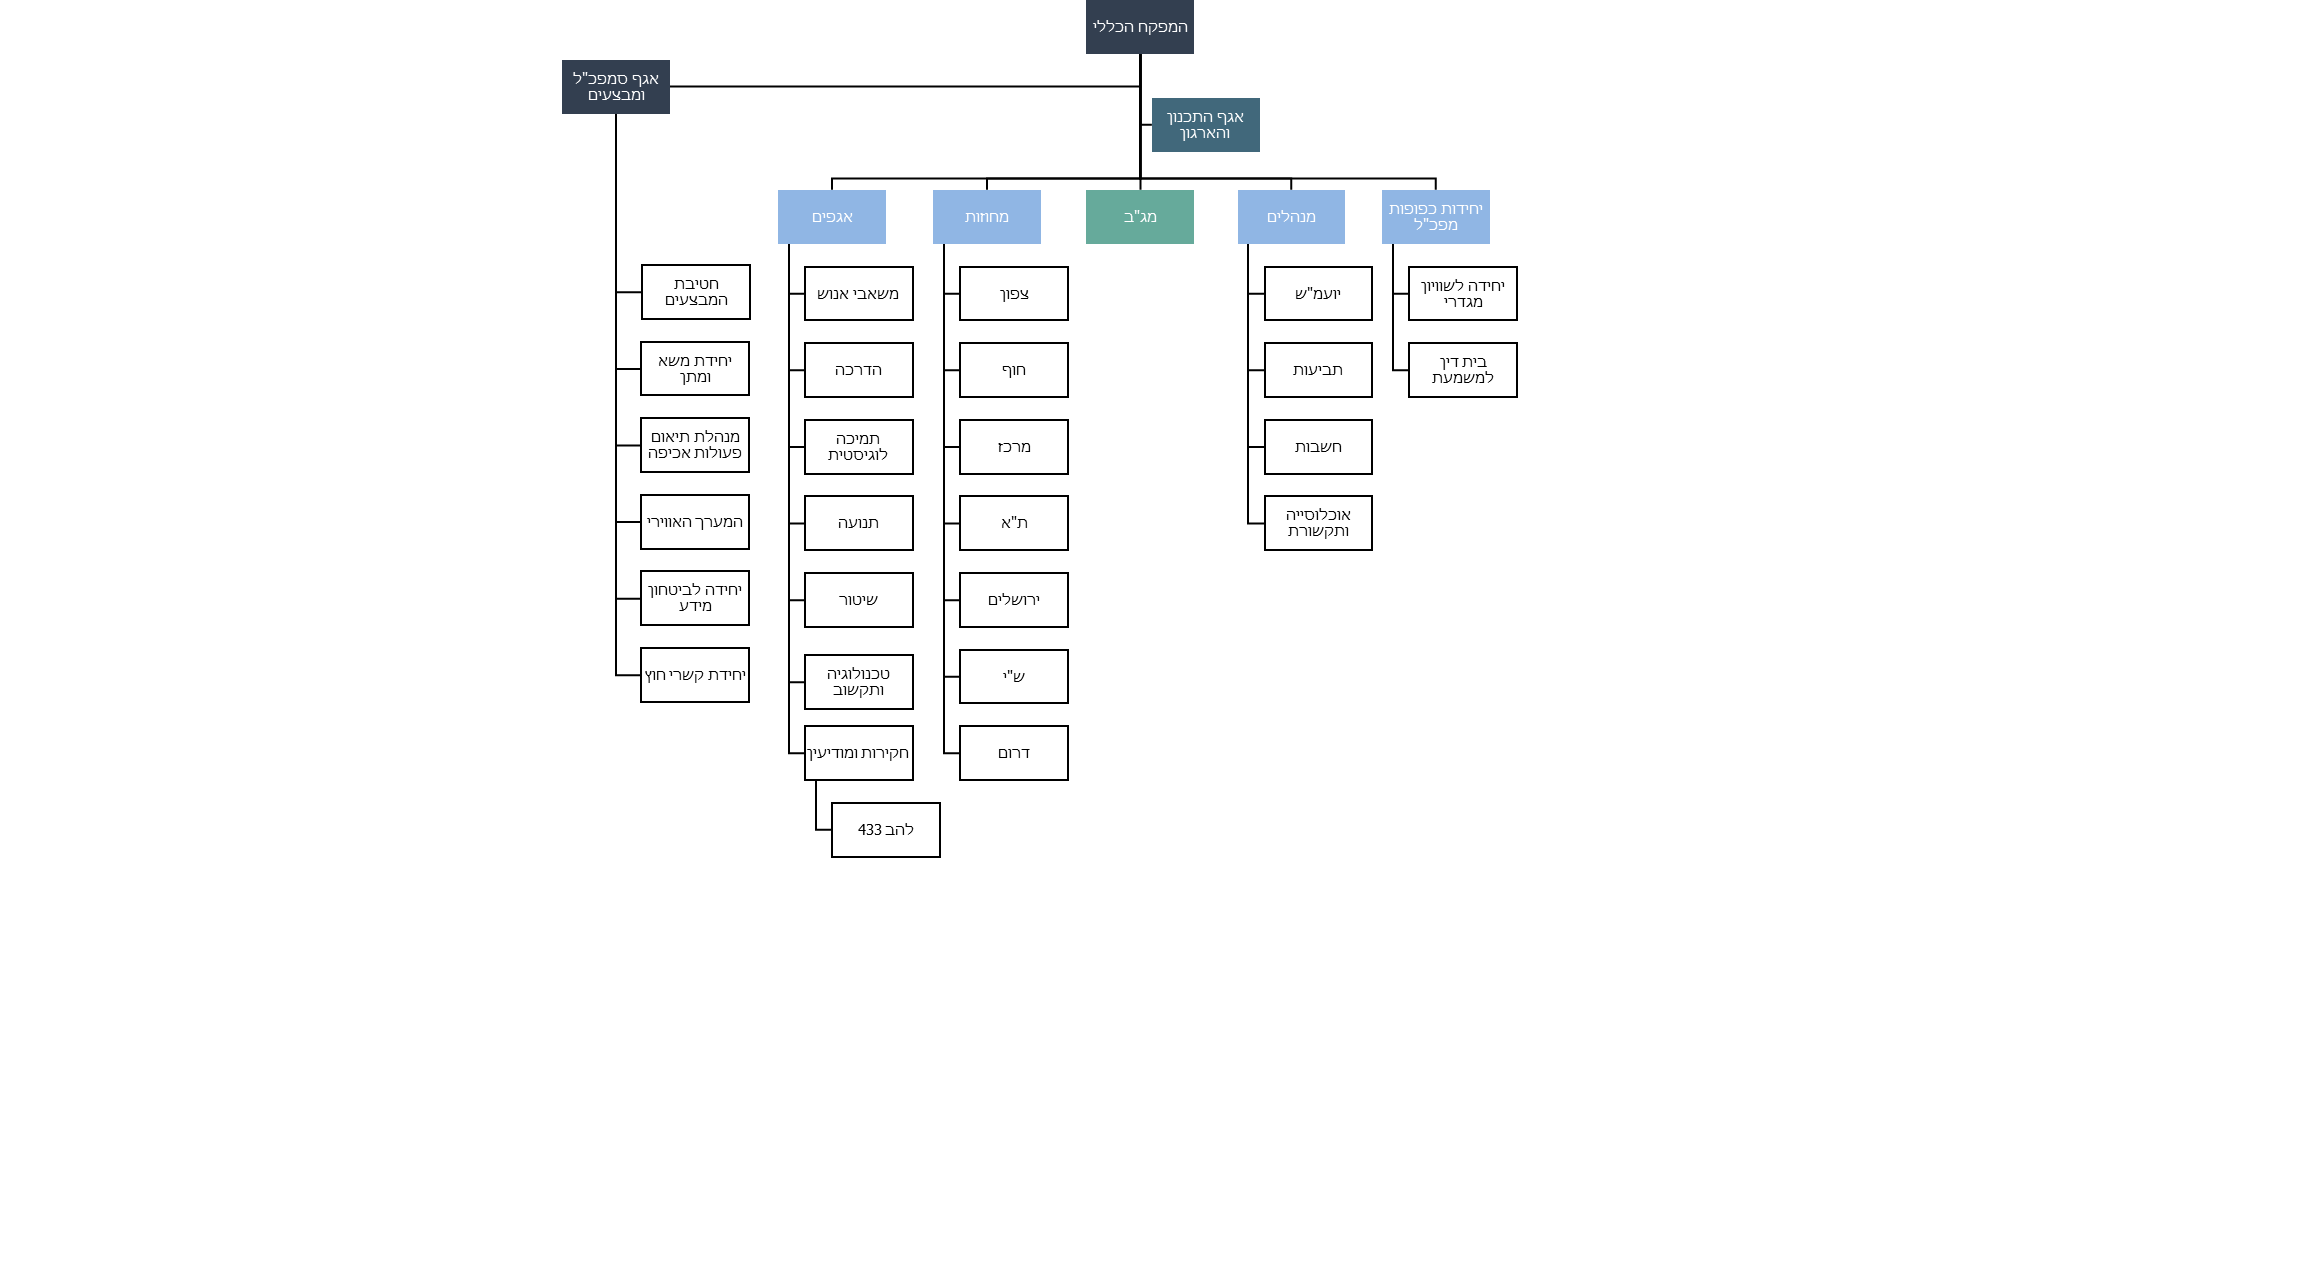 המפקח הכללי
אגף סמפכ"ל
ומבצעים
אגף התכנון
והארגון
יחידות כפופות
מפכ"ל
מנהלים
מג"ב
מחוזות
אגפים
יחידה לשוויון
מגדרי
בית דין
למשמעת
יועמ"ש
תביעות
חשבות
אוכלוסייה
ותקשורת
צפון
חוף
מרכז
ת"א
ירושלים
ש"י
דרום
משאבי אנוש
הדרכה
תמיכה
לוגיסטית
תנועה
שיטור
טכנולוגיה
ותקשוב
חקירות ומודיעין
להב 433
חטיבת
המבצעים
יחידת משא
ומתן
מנהלת תיאום
פעולות אכיפה
המערך האווירי
יחידה לביטחון
מידע
יחידת קשרי חוץ